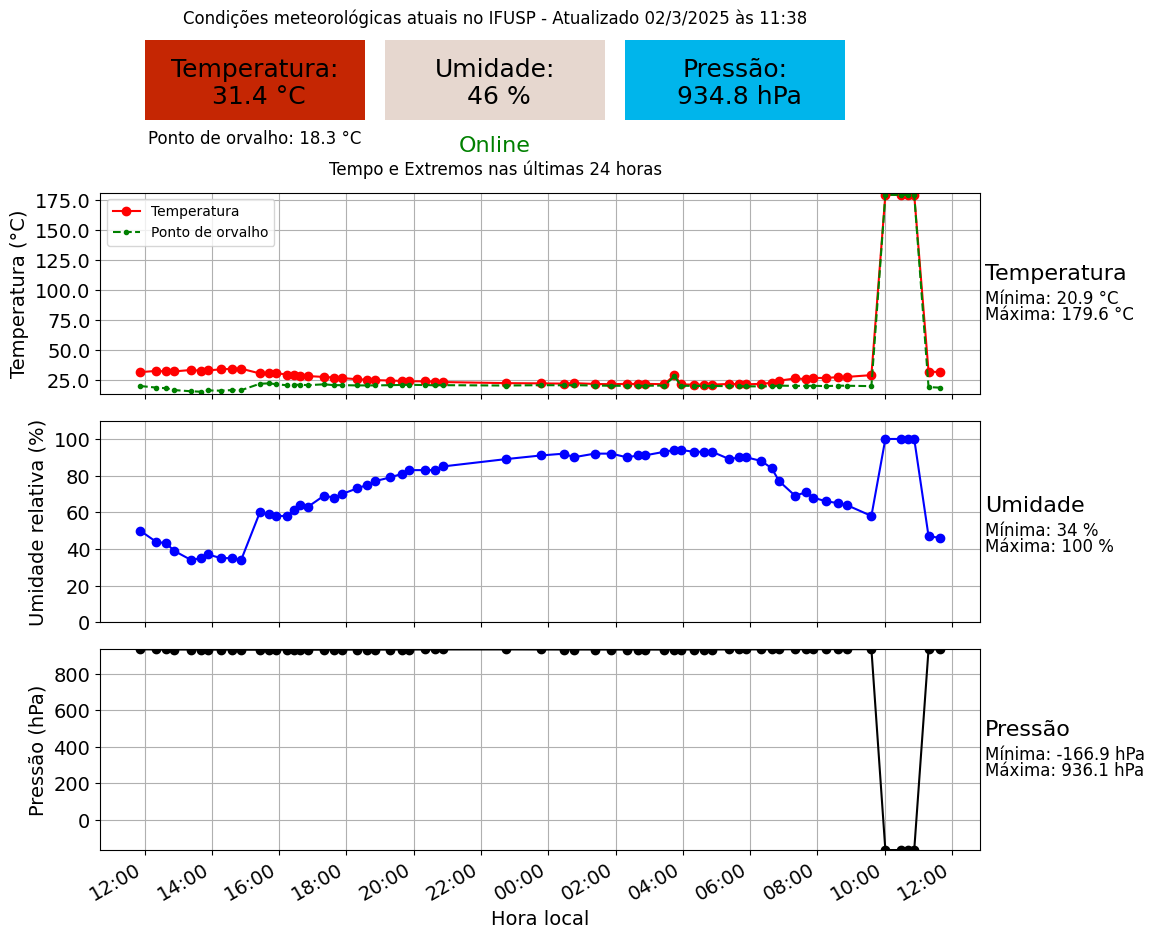 Condições meteorológicas atuais no IFUSP - Atualizado 02/3/2025 às 11:38
Temperatura:
31.4 °C
Umidade:
46 %
Pressão:
934.8 hPa
Ponto de orvalho: 18.3 °C
Online
Tempo e Extremos nas últimas 24 horas
Temperatura (°C)
175.0
150.0
125.0
100.0
75.0
50.0
25.0
Temperatura
Ponto de orvalho
Temperatura
Mínima: 20.9 °C
Máxima: 179.6 °C
Umidade relativa (%)
100
80
60
40
20
0
Umidade
Mínima: 34 %
Máxima: 100 %
Pressão (hPa)
800
600
400
200
0
Pressão
Mínima: -166.9 hPa
Máxima: 936.1 hPa
12:00 14:00 16:00 18:00 20:00 22:00 00:00 02:00 04:00 06:00 08:00 10:00 12:00
Hora local